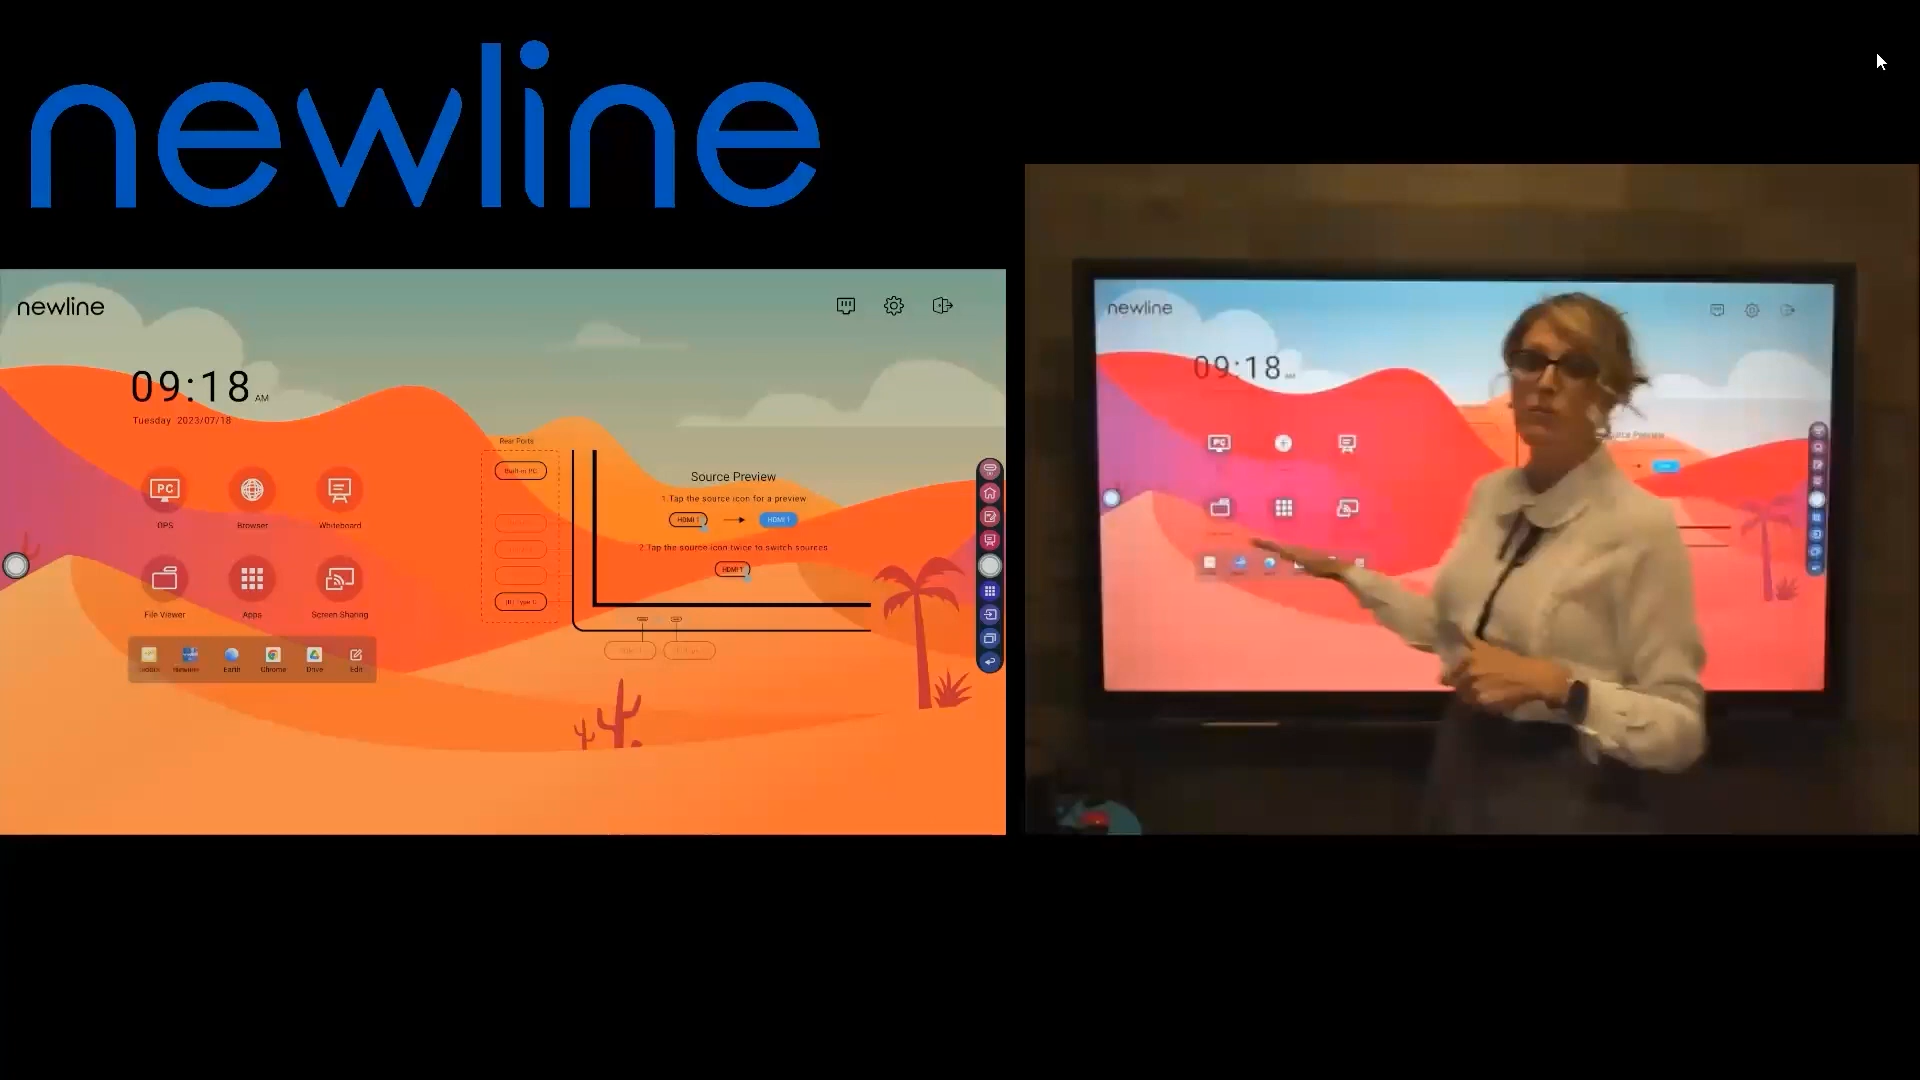 newline
newline
09:18 AM
Tuesday 2023/07/18
PC
OPS
Browser
Whiteboard
File Viewer
Apps
Screen Sharing
Earth
Chrome
Drive
Edit
Rear Ports
Built-in PC
Source Preview
1.Tap the source icon for a preview
HDMI 1
HDMI 1
2.Tap the source icon twice to switch sources
HDMI 1
newline
09:18 AM
PC